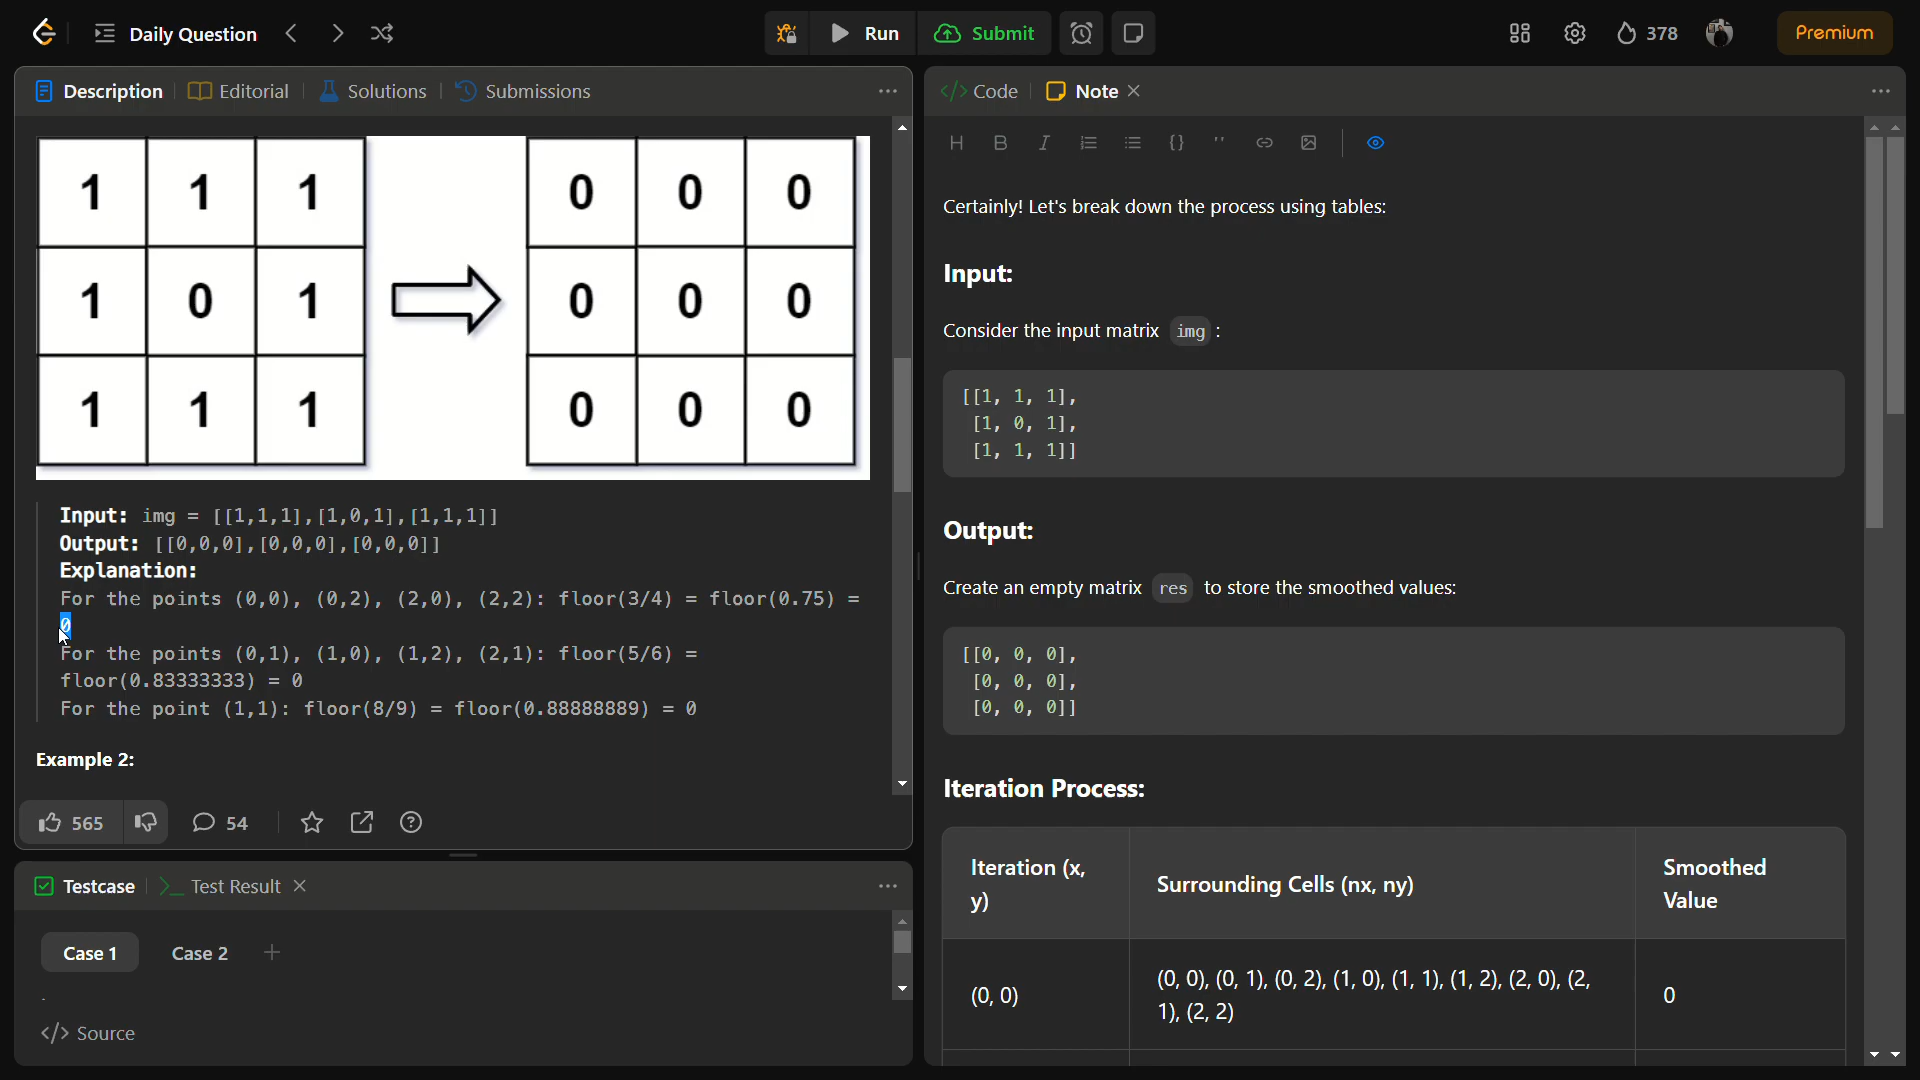 Daily Question
Run
Submit
378
Premium
Description
Editorial
Solutions
Submissions
1 1 1
1 0 1
1 1 1
0 0 0
0 0 0
0 0 0
Input: img = [[1,1,1],[1,0,1],[1,1,1]]
Output: [[0,0,0],[0,0,0],[0,0,0]]
Explanation:
For the points (0,0), (0,2), (2,0), (2,2): floor(3/4) = floor(0.75) =
0
For the points (0,1), (1,0), (1,2), (2,1): floor(5/6) =
floor(0.83333333) = 0
For the point (1,1): floor(8/9) = floor(0.88888889) = 0
Example 2:
565
54
Testcase
Test Result
Case 1
Case 2
</> Source
</> Code
Note
H B I {} "
Certainly! Let's break down the process using tables:
Input:
Consider the input matrix img :
[[1, 1, 1],
[1, 0, 1],
[1, 1, 1]]
Output:
Create an empty matrix res to store the smoothed values:
[[0, 0, 0],
[0, 0, 0],
[0, 0, 0]]
Iteration Process:
Iteration (x,
y)
Surrounding Cells (nx, ny)
Smoothed
Value
(0, 0)
(0, 0), (0, 1), (0, 2), (1, 0), (1, 1), (1, 2), (2, 0), (2,
1), (2, 2)
0